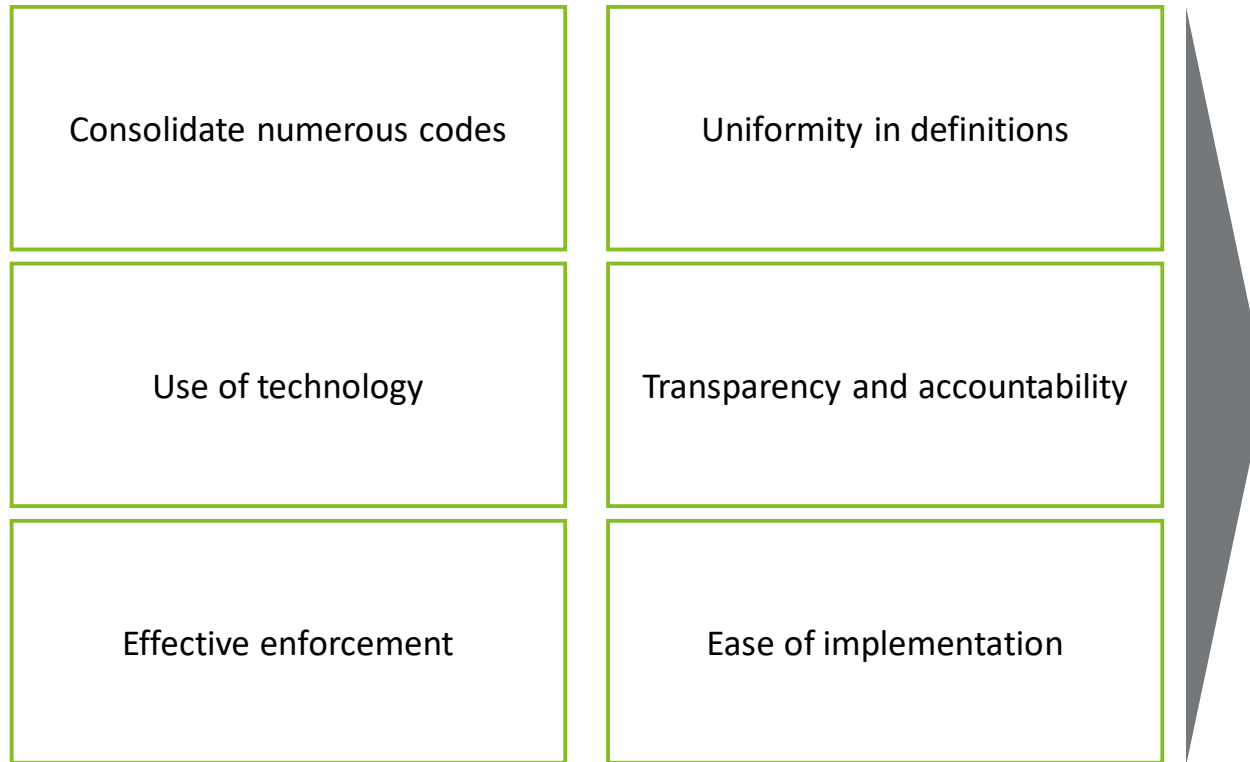 Consolidate numerous codes
Uniformity in definitions
Use of technology
Transparency and accountability
Effective enforcement
Ease of implementation